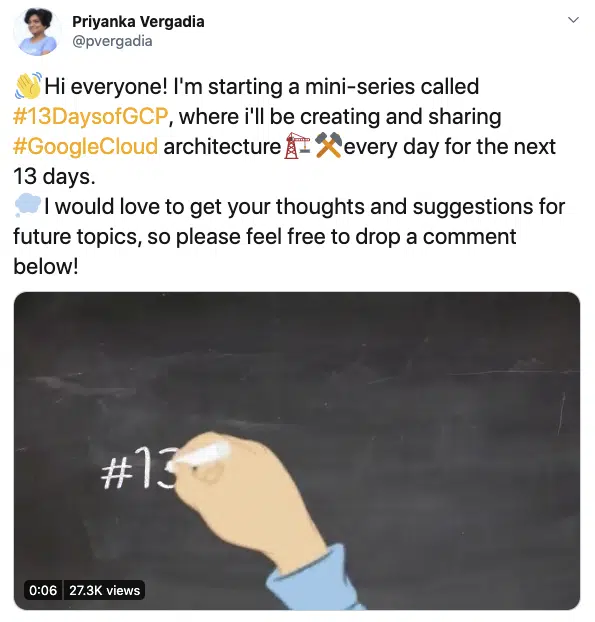 Priyanka Vergadia
@pvergadia
👋Hi everyone! I'm starting a mini-series called
#13DaysofGCP, where i'll be creating and sharing
#GoogleCloud architecture🏗️⚒️every day for the next
13 days.
💭I would love to get your thoughts and suggestions for
future topics, so please feel free to drop a comment
below!
#13
0:06 27.3K views